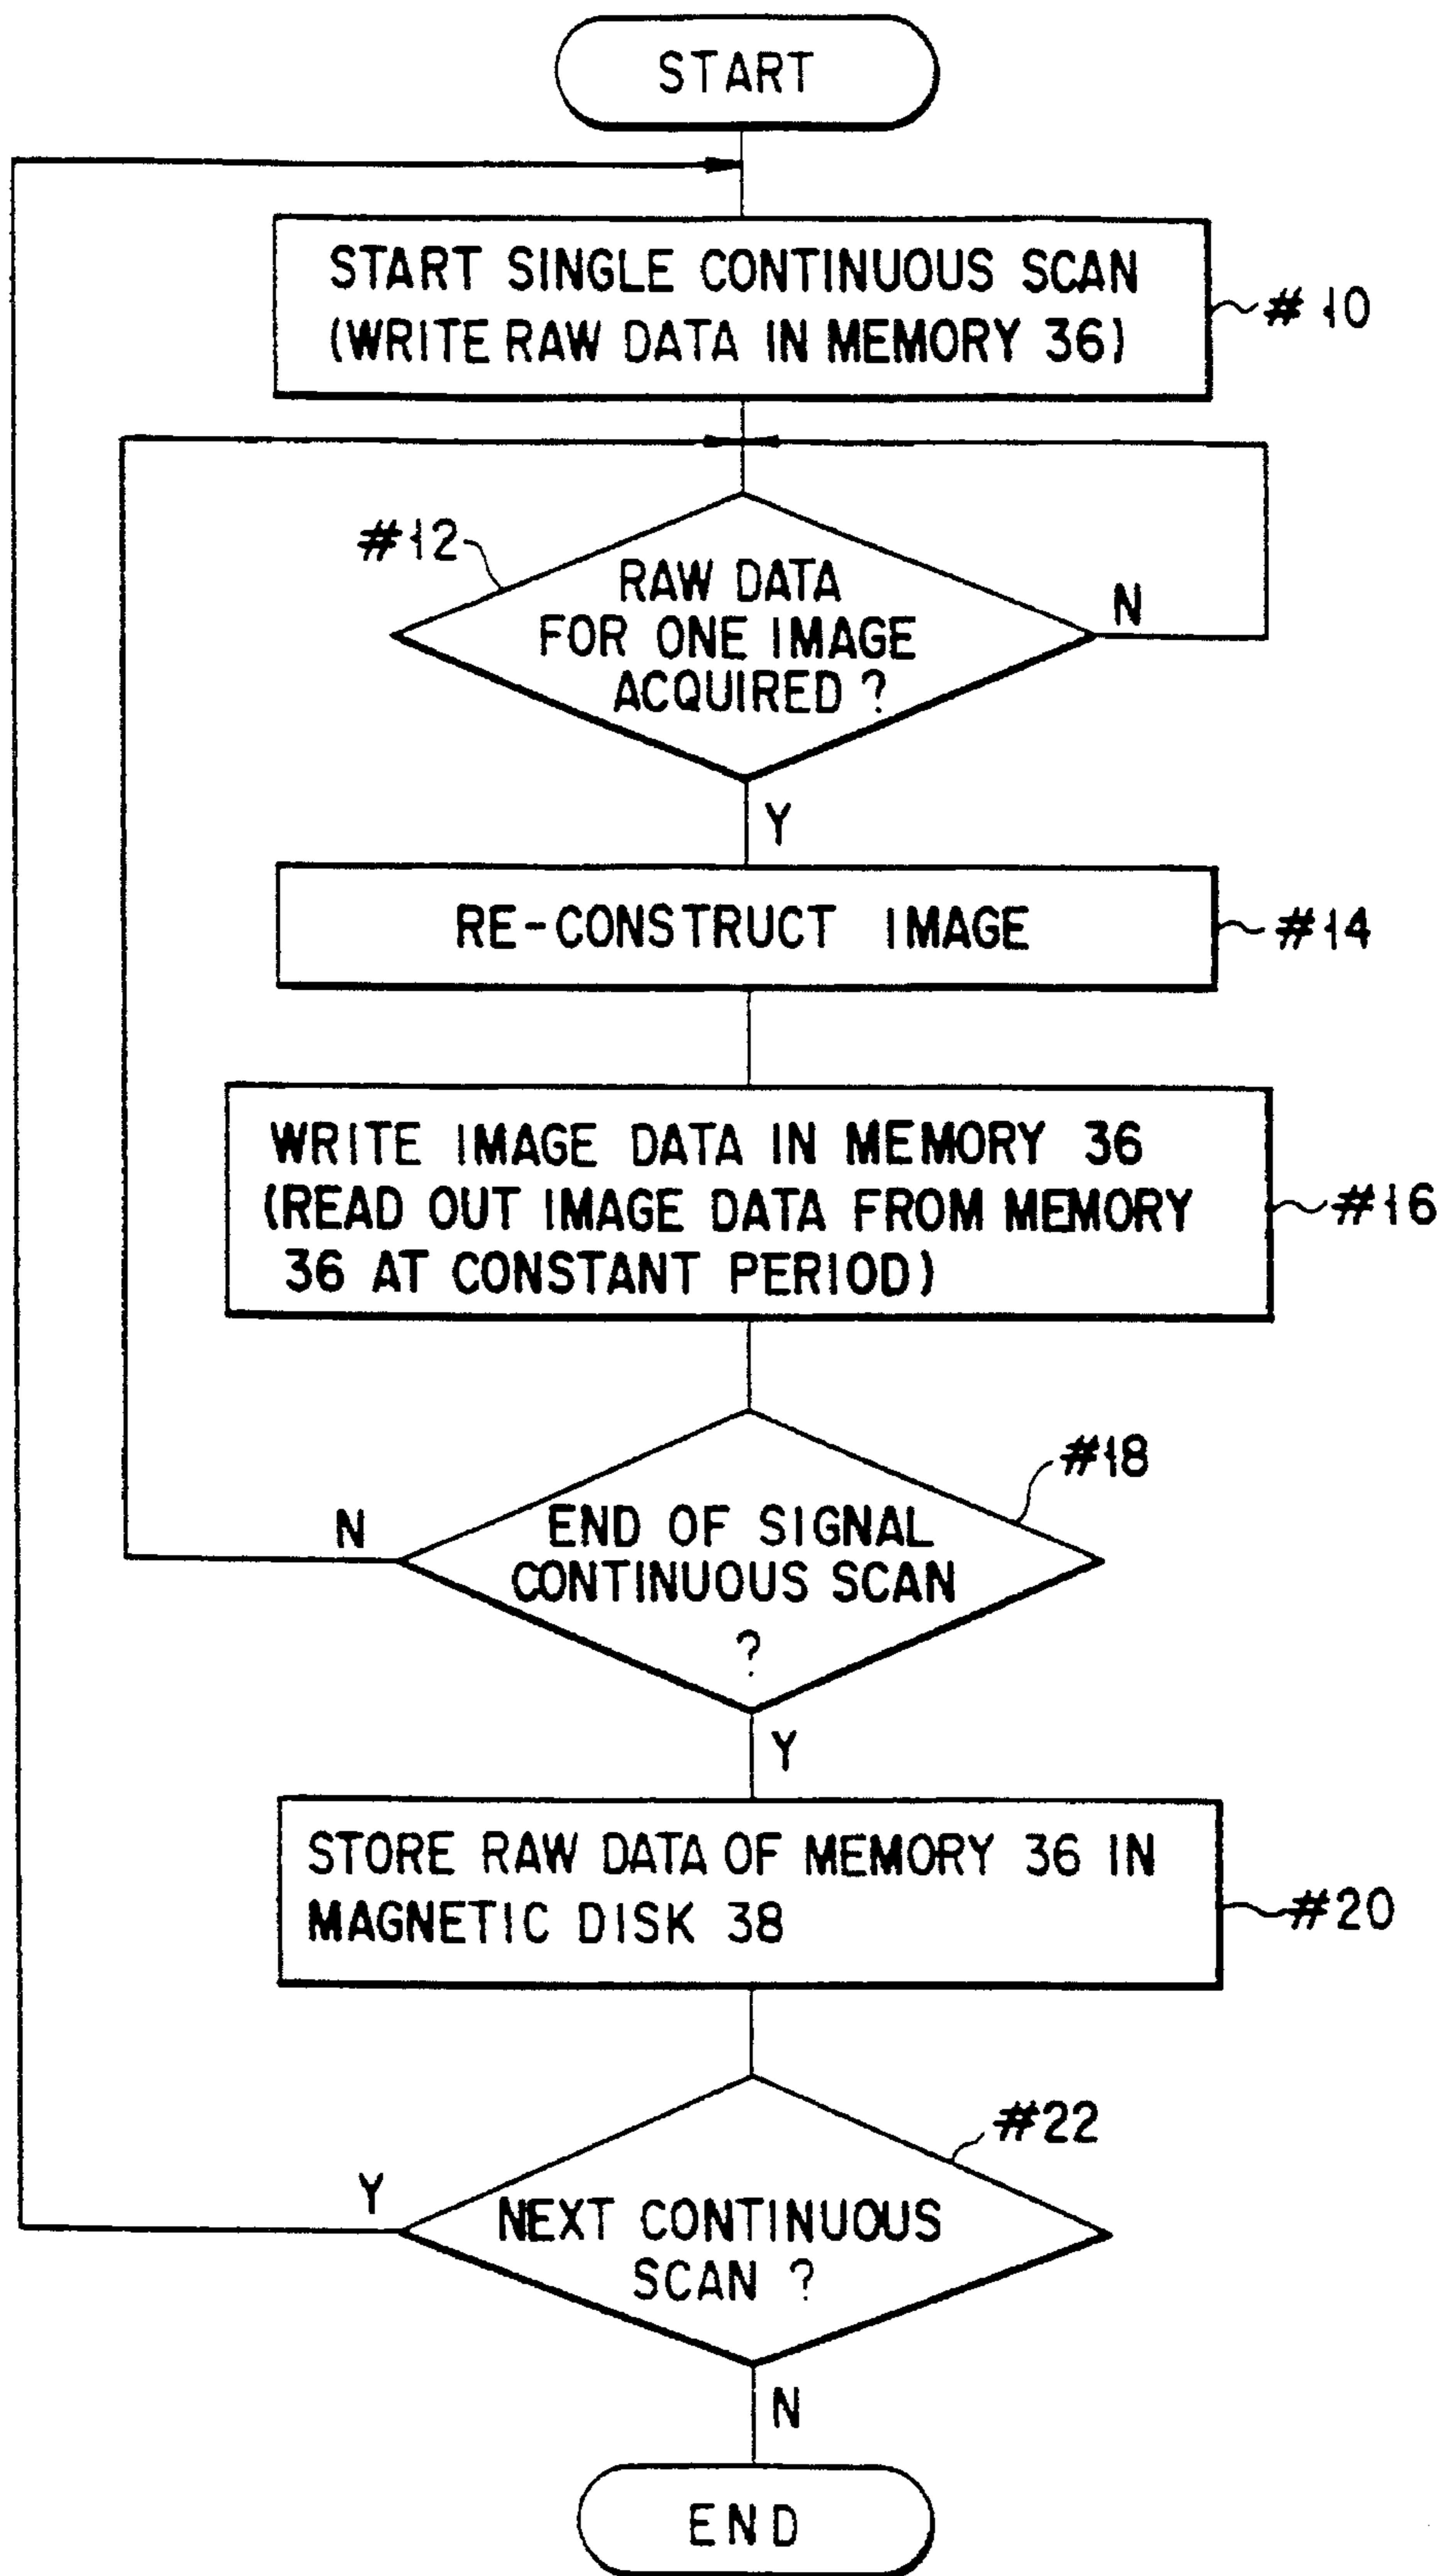 START
START SINGLE CONTINUOUS SCAN
(WRITE RAW DATA IN MEMORY 36)
#10
#12
RAW DATA
FOR ONE IMAGE
ACQUIRED ?
N
Y
RE-CONSTRUCT IMAGE
#14
WRITE IMAGE DATA IN MEMORY 36
(READ OUT IMAGE DATA FROM MEMORY
36 AT CONSTANT PERIOD)
#16
#18
N
END OF SIGNAL
CONTINUOUS SCAN
?
Y
STORE RAW DATA OF MEMORY 36 IN
MAGNETIC DISK 38
#20
#22
Y
NEXT CONTINUOUS
SCAN ?
N
END